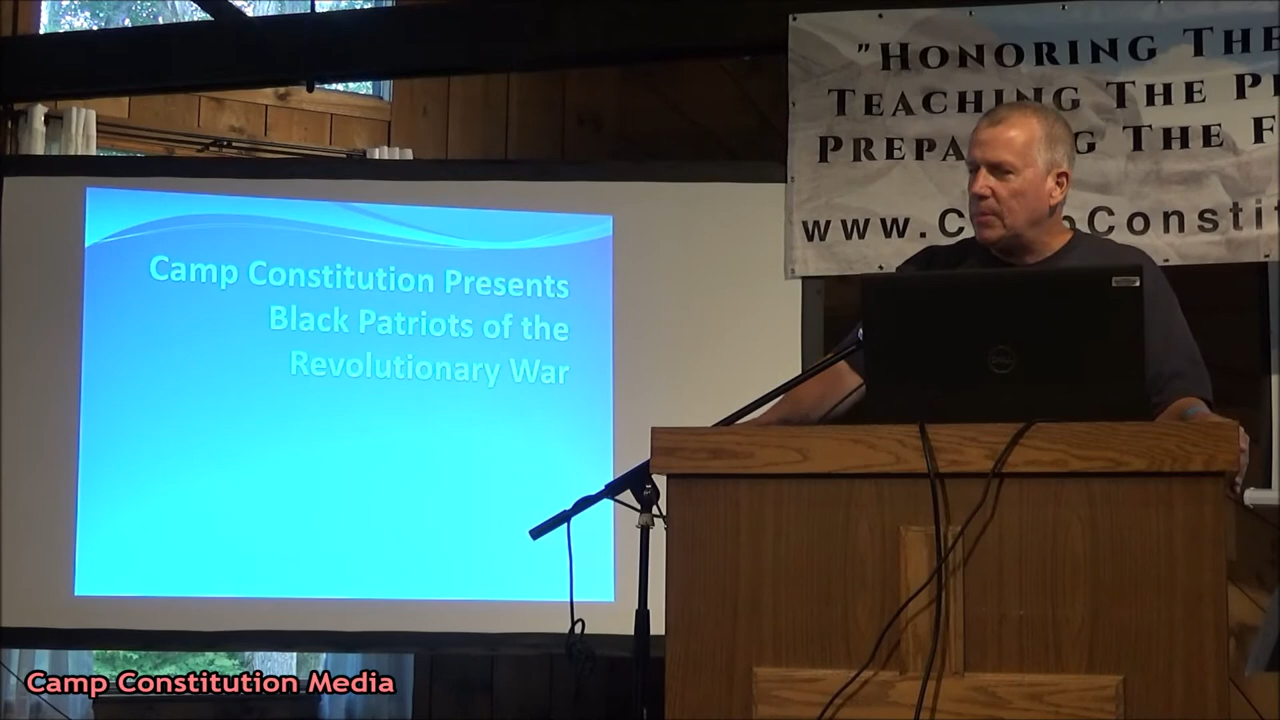 "HONORING THE
TEACHING THE
PREPA G THE
www.C
Constit
Camp Constitution Presents
Black Patriots of the
Revolutionary War
DELL
Camp Constitution Media